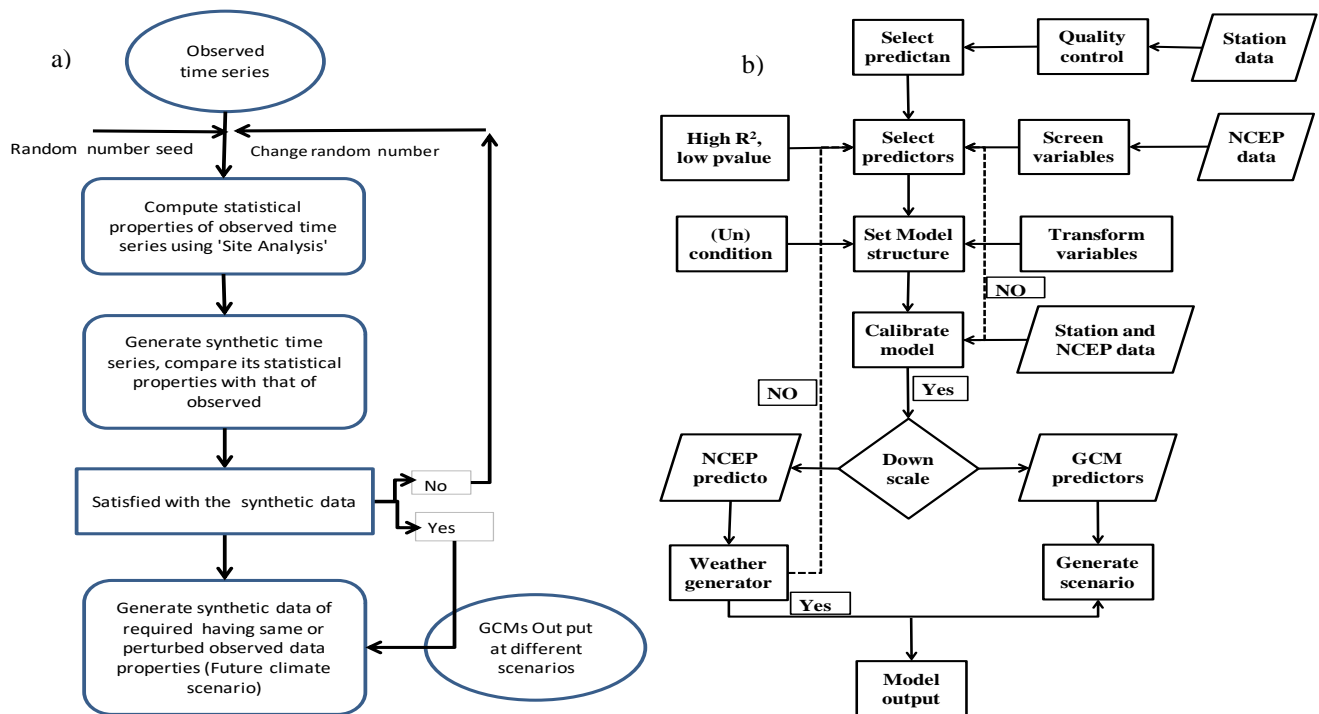 a)
Observed
time series
Random number seed
Change random number
Compute statistical
properties of observed time
series using 'Site Analysis'
Generate synthetic time
series, compare its statistical
properties with that of
observed
Satisfied with the synthetic data
No
Yes
Generate synthetic data of
required having same or
perturbed observed data
properties (Future climate
scenario)
GCMs Out put
at different
scenarios
b)
Select
predictan
Quality
control
Station
data
High R², 
low pvalue
Select
predictors
Screen
variables
NCEP
data
(Un)
condition
Set Model
structure
Transform
variables
NO
Calibrate
model
Station and
NCEP data
NO
Yes
NCEP
predicto
Down
scale
GCM
predictors
Weather
generator
Generate
scenario
Yes
Model
output